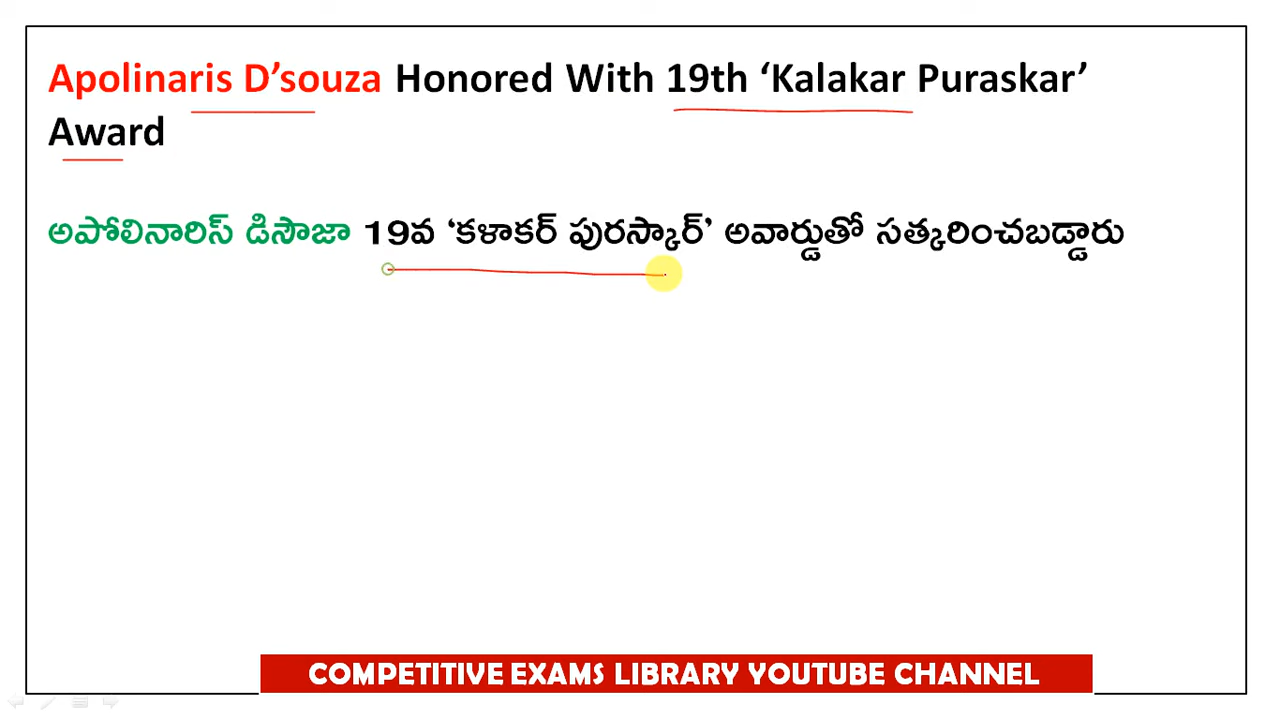 Apolinaris D’souza Honored With 19th ‘Kalakar Puraskar’
Award
అపోలినారిస్ డిసౌజా 19వ ‘కళాకర్ పురస్కార్’ అవార్డుతో సత్కరించబడ్డారు
COMPETITIVE EXAMS LIBRARY YOUTUBE CHANNEL